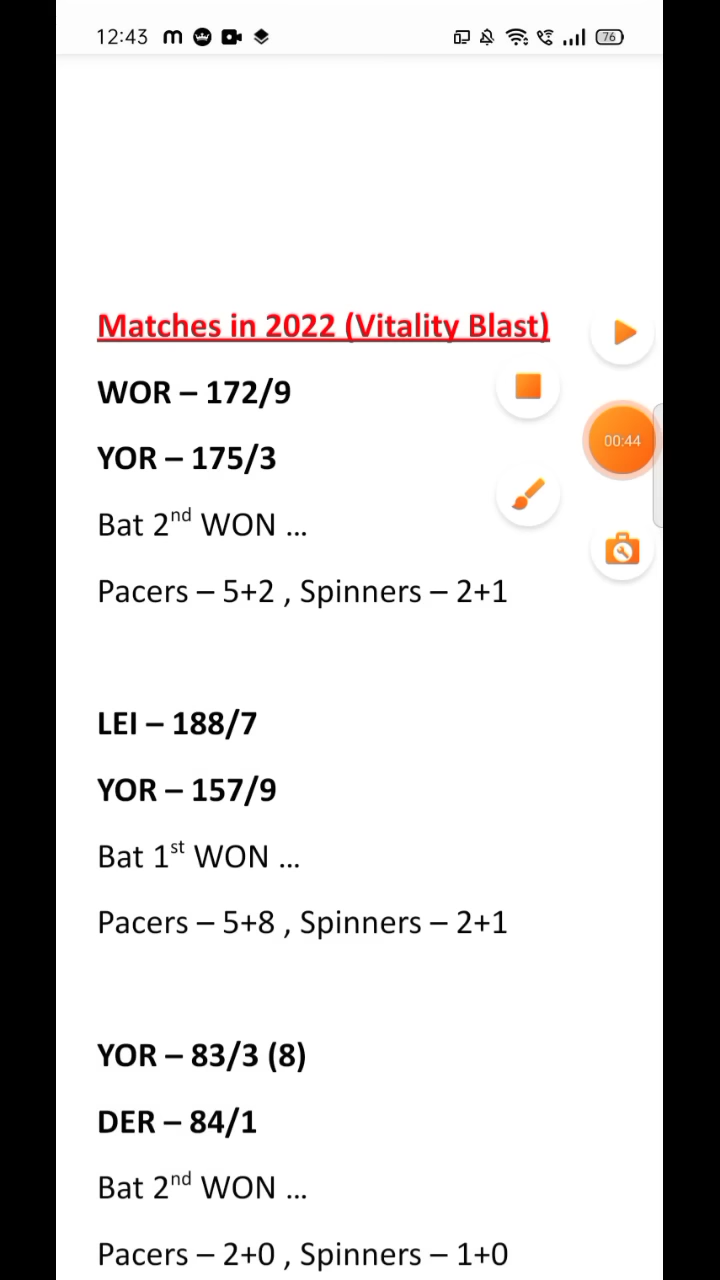 12:43
76
Matches in 2022 (Vitality Blast)
WOR – 172/9
00:44
YOR – 175/3
Bat 2nd WON ...
Pacers – 5+2 , Spinners – 2+1
LEI – 188/7
YOR – 157/9
Bat 1st WON ...
Pacers – 5+8 , Spinners – 2+1
YOR – 83/3 (8)
DER – 84/1
Bat 2nd WON ...
Pacers – 2+0 , Spinners – 1+0